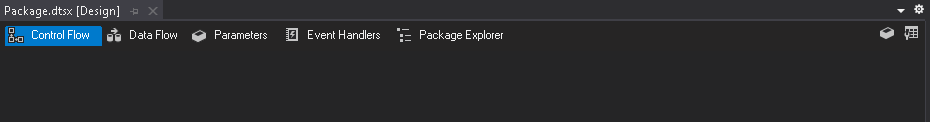 Package.dtsx [Design]
Control Flow Data Flow Parameters Event Handlers Package Explorer